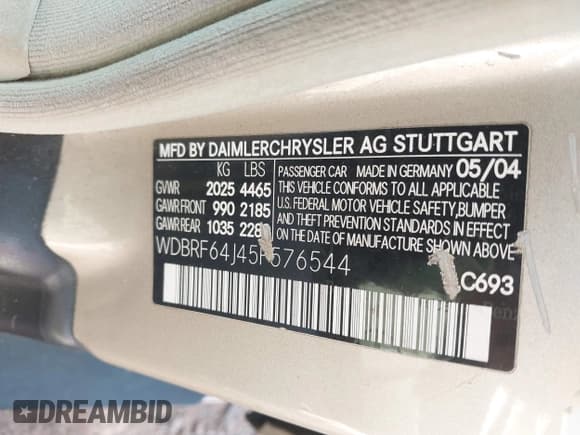 MFD BY DAIMLERCHRYSLER AG STUTTGART
KG LBS PASSENGER CAR MADE IN GERMANY 05/04
GVWR 2025 4465 THIS VEHICLE CONFORMS TO ALL APPLICABLE
GAWR FRONT 990 2185 U.S. FEDERAL MOTOR VEHICLE SAFETY, BUMPER
GAWR REAR 1035 AND THEFT PREVENTION STANDARDS IN EFFECT
ON THE DATE OF MANUFACTURE SHOWN ABOVE
C693
DREAMBID